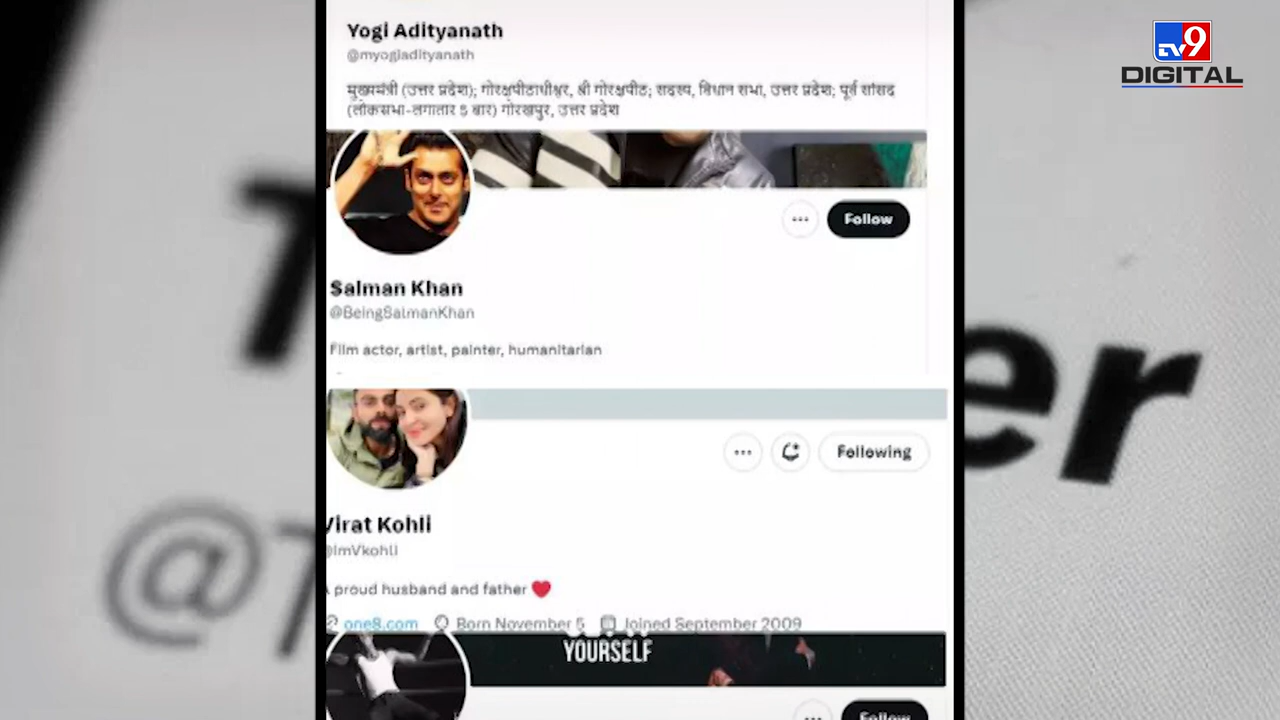 Yogi Adityanath
@myogiadityanath
मुख्यमंत्री (उत्तर प्रदेश); गोरक्षपीठाधीश्वर, श्री गोरक्षपीठ; सदस्य, विधान सभा, उत्तर प्रदेश; पूर्व सांसद
(लोकसभा-लगातार 5 बार) गोरखपुर, उत्तर प्रदेश
TV9
DIGITAL
Follow
Salman Khan
@BeingSalmanKhan
Film actor, artist, painter, humanitarian
Following
Virat Kohli
@imVkohli
A proud husband and father ❤️
one8.com Born November 5 Joined September 2009
YOURSELF
Follow
T er
@T